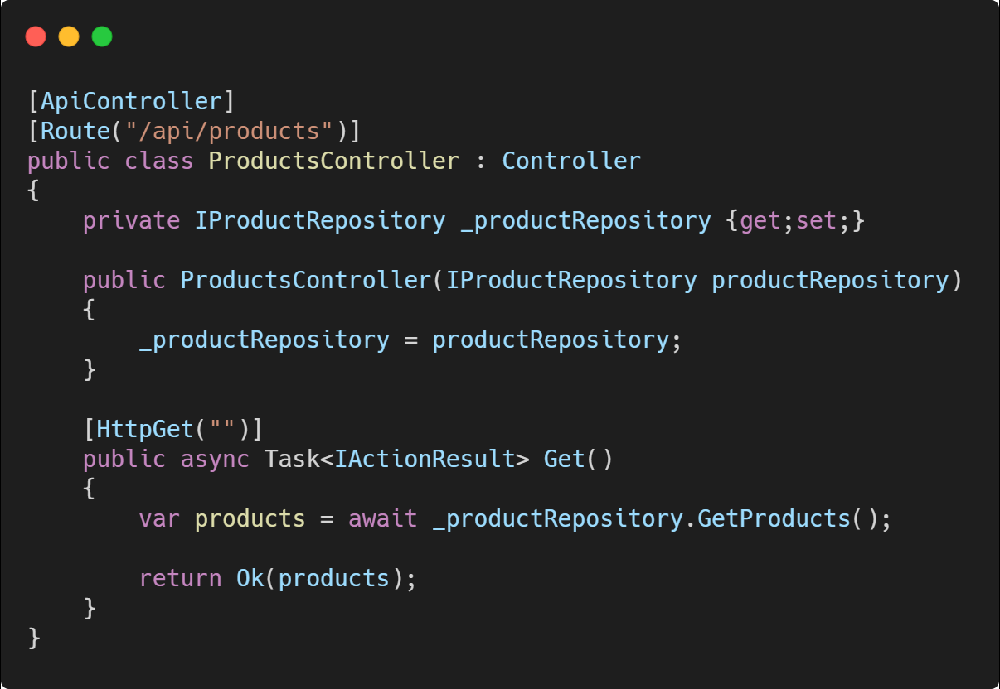 [ApiController]
[Route("/api/products")]
public class ProductsController : Controller
{
    private IProductRepository _productRepository {get;set;}

    public ProductsController(IProductRepository productRepository)
    {
        _productRepository = productRepository;
    }

    [HttpGet("")]
    public async Task<IActionResult> Get()
    {
        var products = await _productRepository.GetProducts();

        return Ok(products);
    }
}